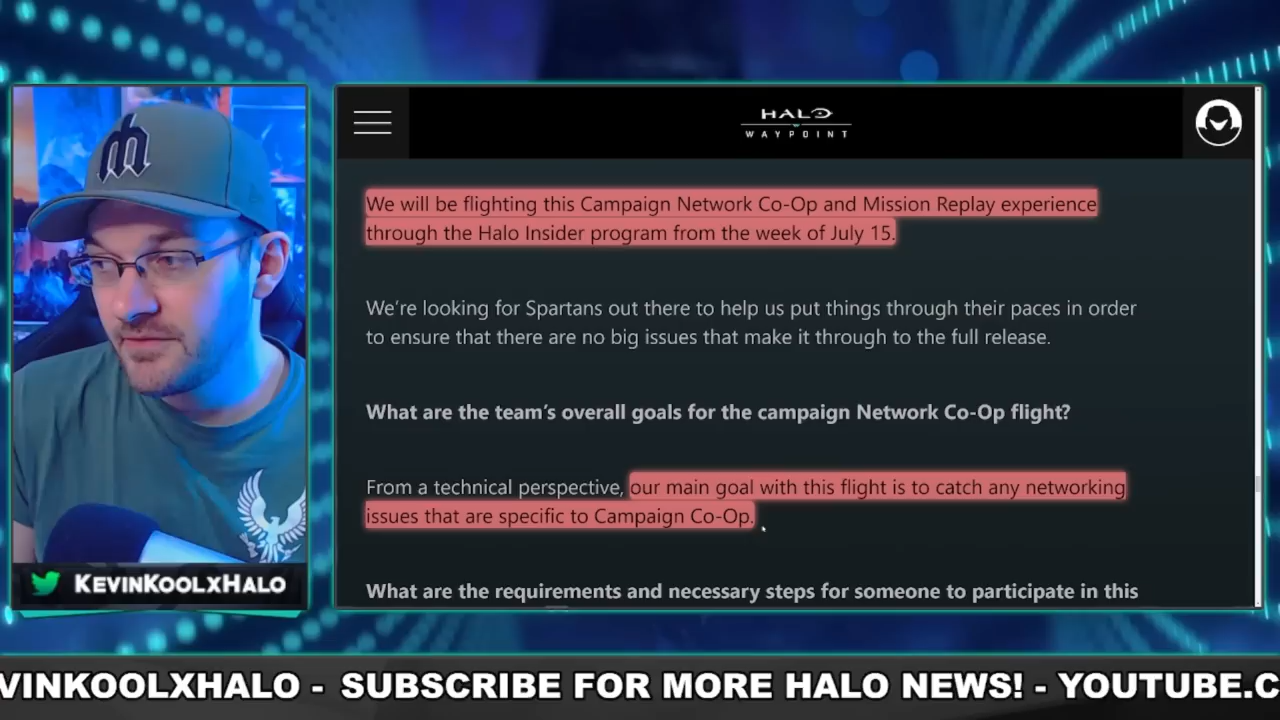 HALO
WAYPOINT
We will be flighting this Campaign Network Co-Op and Mission Replay experience
through the Halo Insider program from the week of July 15.
We're looking for Spartans out there to help us put things through their paces in order
to ensure that there are no big issues that make it through to the full release.
What are the team's overall goals for the campaign Network Co-Op flight?
From a technical perspective, our main goal with this flight is to catch any networking
issues that are specific to Campaign Co-Op.
What are the requirements and necessary steps for someone to participate in this
KEVINKOOLXHALO
VINKOOLXHALO - SUBSCRIBE FOR MORE HALO NEWS! - YOUTUBE.C